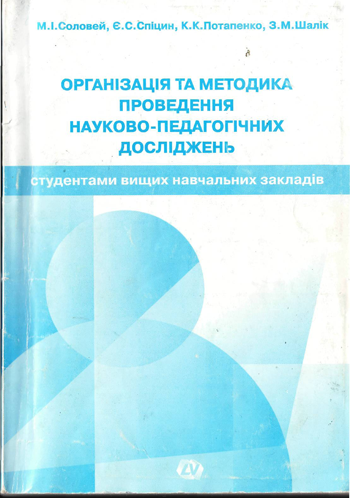 М.І.Соловей, Є.С.Спіцин, К.К.Потапенко, З.М.Шалік
ОРГАНІЗАЦІЯ ТА МЕТОДИКА
ПРОВЕДЕННЯ
НАУКОВО-ПЕДАГОГІЧНИХ
ДОСЛІДЖЕНЬ
студентами вищих навчальних закладів